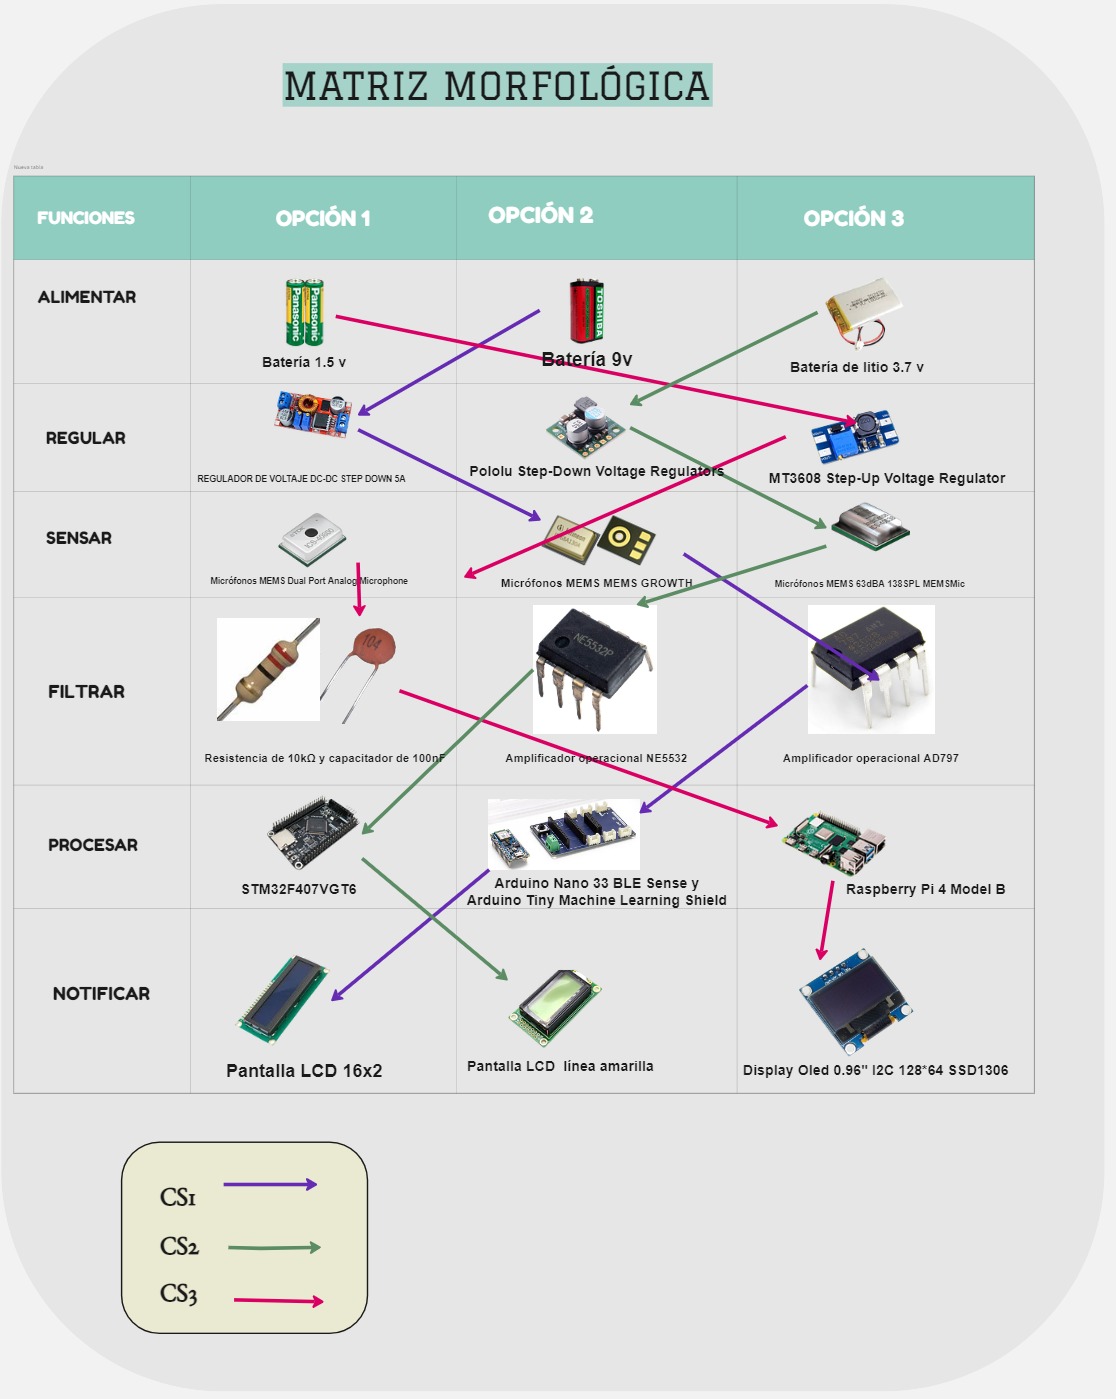 MATRIZ MORFOLÓGICA
Nueva tabla
FUNCIONES
OPCIÓN 1
OPCIÓN 2
OPCIÓN 3
ALIMENTAR
Panasonic
Panasonic
TOSHIBA
Batería 1.5 v
Batería 9v
Batería de litio 3.7 v
REGULAR
REGULADOR DE VOLTAJE DC-DC STEP DOWN 5A
Pololu Step-Down Voltage Regulators
MT3608 Step-Up Voltage Regulator
SENSAR
Micrófonos MEMS Dual Port Analog Microphone
Micrófonos MEMS MEMS GROWTH
Micrófonos MEMS 63dBA 138SPL MEMSMic
FILTRAR
104
NE5532P
Resistencia de 10kΩ y capacitador de 100nF
Amplificador operacional NE5532
Amplificador operacional AD797
PROCESAR
STM32F407VGT6
Arduino Nano 33 BLE Sense y
Arduino Tiny Machine Learning Shield
Raspberry Pi 4 Model B
NOTIFICAR
Pantalla LCD 16x2
Pantalla LCD línea amarilla
Display Oled 0.96" I2C 128*64 SSD1306
CS1
CS2
CS3